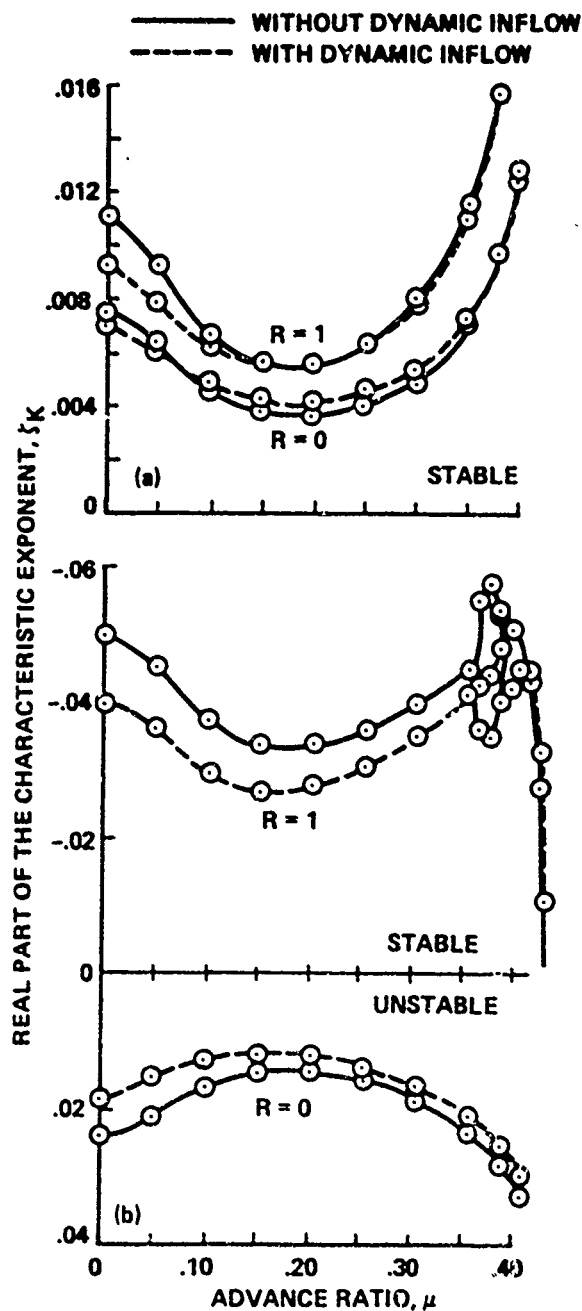 WITHOUT DYNAMIC INFLOW
WITH DYNAMIC INFLOW
REAL PART OF THE CHARACTERISTIC EXPONENT, ζK
.016
.012
.008
.004
0
R = 1
R = 0
(a)
STABLE
-.06
-.04
-.02
0
R = 1
STABLE
UNSTABLE
.02
.04
R = 0
(b)
0
.10
.20
.30
.40
ADVANCE RATIO, μ